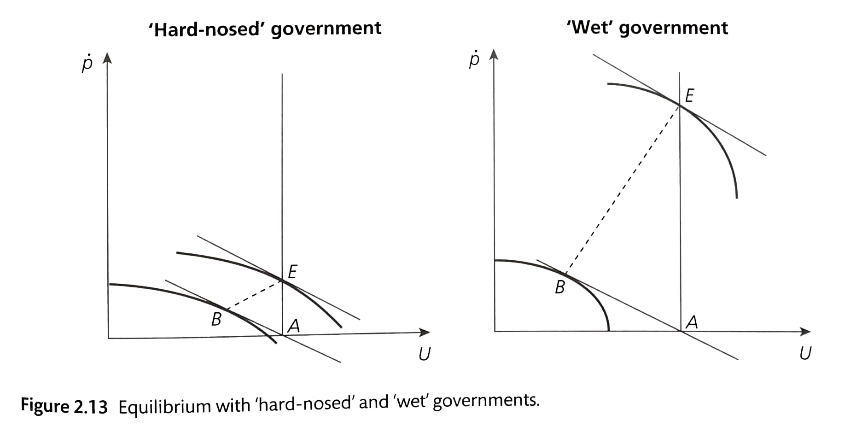 'Hard-nosed' government
ṗ
E
B
A
U
'Wet' government
ṗ
E
B
A
U
Figure 2.13 Equilibrium with 'hard-nosed' and 'wet' governments.